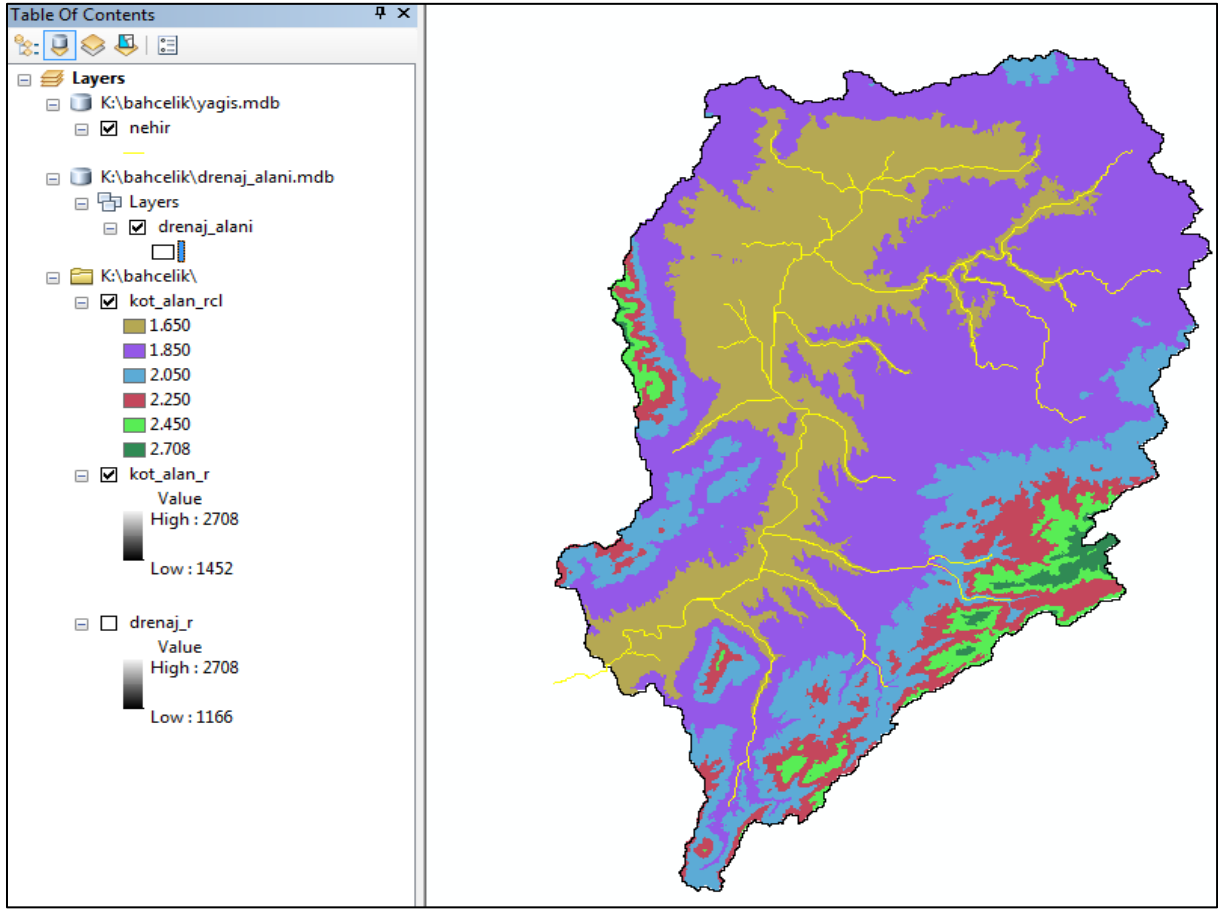 Table Of Contents
Layers
K:\bahcelik\yagis.mdb
nehir
K:\bahcelik\drenaj_alani.mdb
Layers
drenaj_alani
K:\bahcelik\
kot_alan_rcl
1.650
1.850
2.050
2.250
2.450
2.708
kot_alan_r
Value
High : 2708
Low : 1452
drenaj_r
Value
High : 2708
Low : 1166